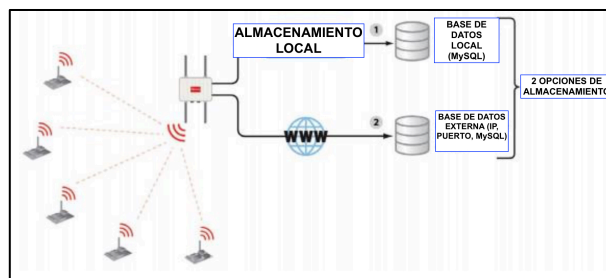 ALMACENAMIENTO
LOCAL
1
BASE DE
DATOS
LOCAL
(MySQL)
2 OPCIONES DE
ALMACENAMIENTO
WWW
2
BASE DE DATOS
EXTERNA (IP,
PUERTO, MySQL)